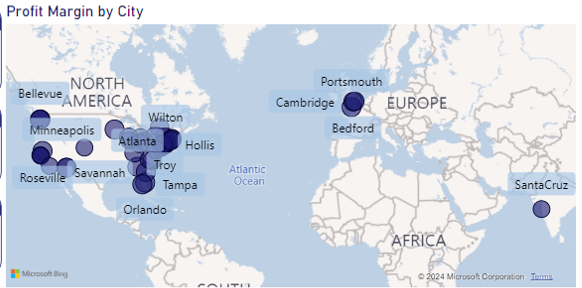 Profit Margin by City
NORTH
AMERICA
Bellevue
Minneapolis
Wilton
Atlanta
Hollis
Roseville
Savannah
Troy
Tampa
Orlando
Atlantic
Ocean
Portsmouth
Cambridge
EUROPE
Bedford
SantaCruz
AFRICA
Microsoft Bing
© 2024 Microsoft Corporation Terms